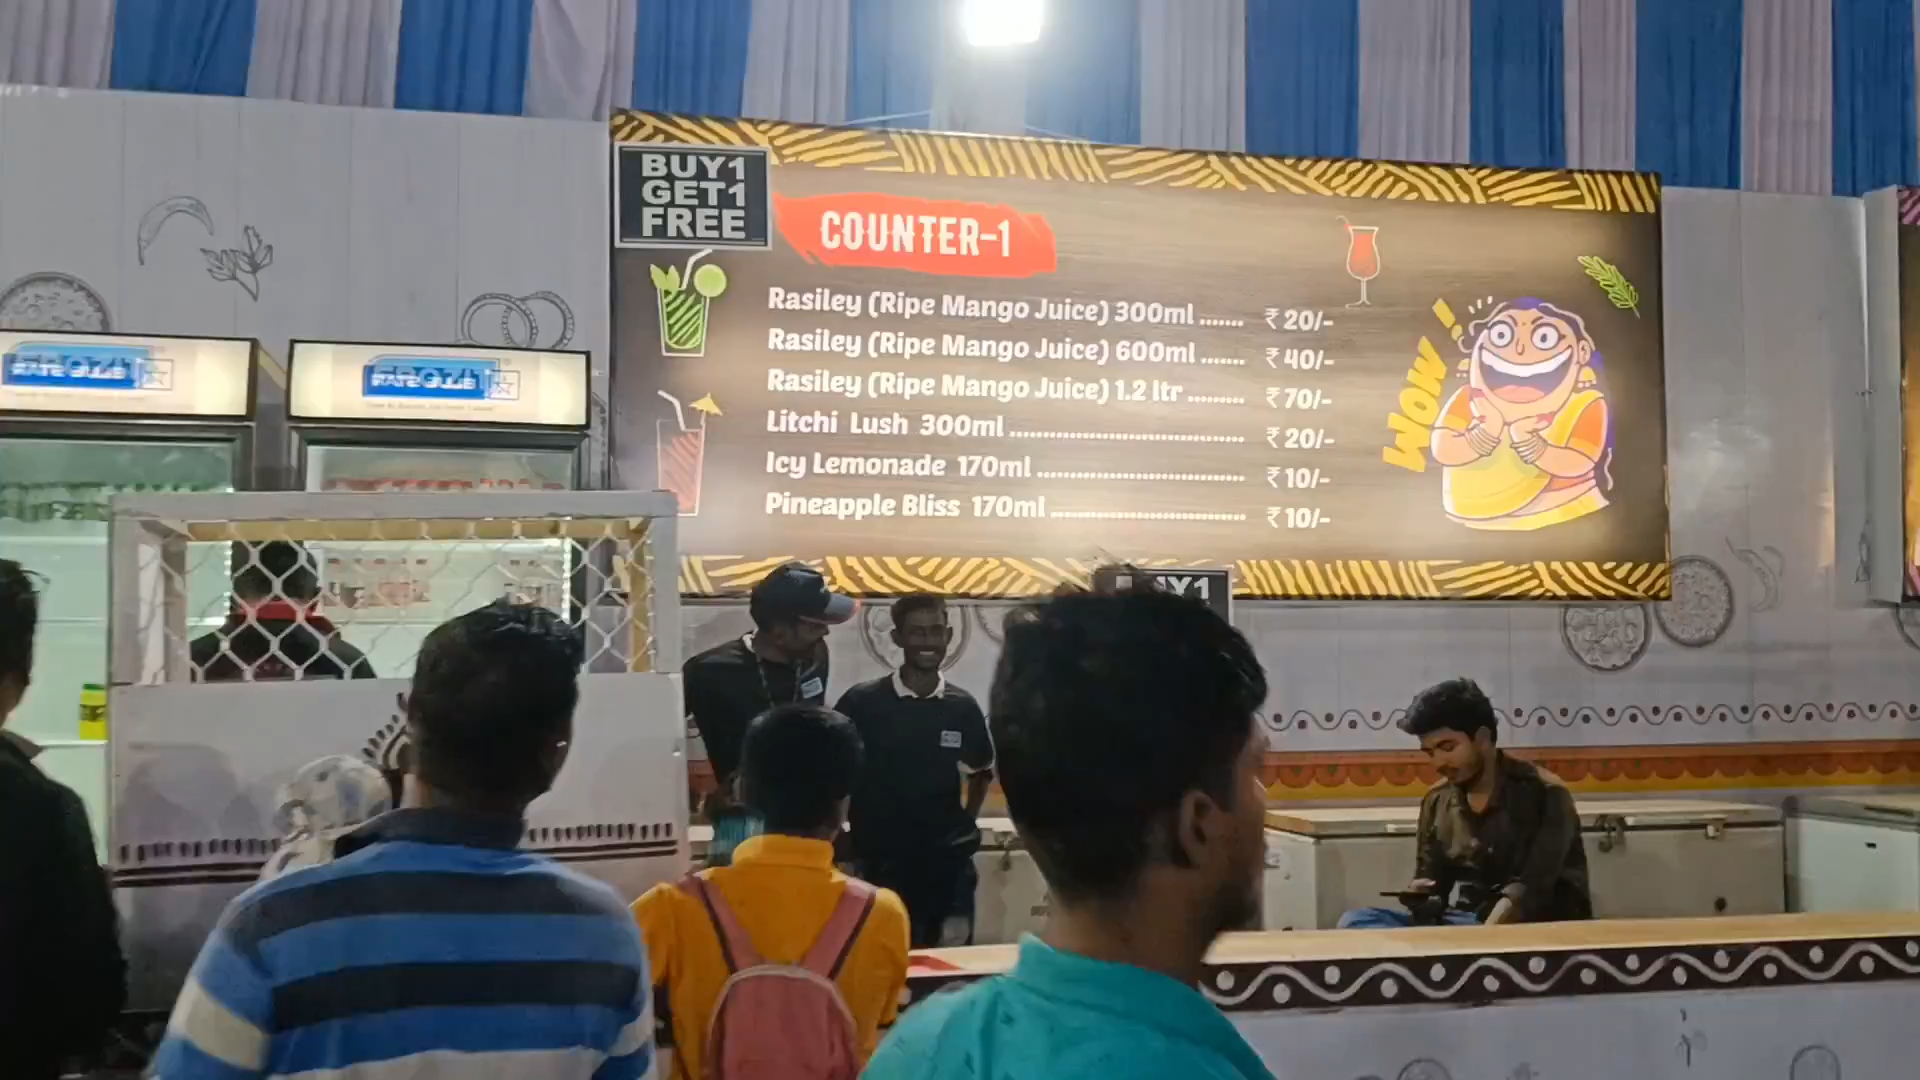 BUY1
GET1
FREE
COUNTER-1
Rasiley (Ripe Mango Juice) 300ml ....... ₹ 20/-
Rasiley (Ripe Mango Juice) 600ml ....... ₹ 40/-
Rasiley (Ripe Mango Juice) 1.2 ltr ......... ₹ 70/-
Litchi Lush 300ml ........................................ ₹ 20/-
Icy Lemonade 170ml ................................... ₹ 10/-
Pineapple Bliss 170ml ................................. ₹ 10/-
WOW !